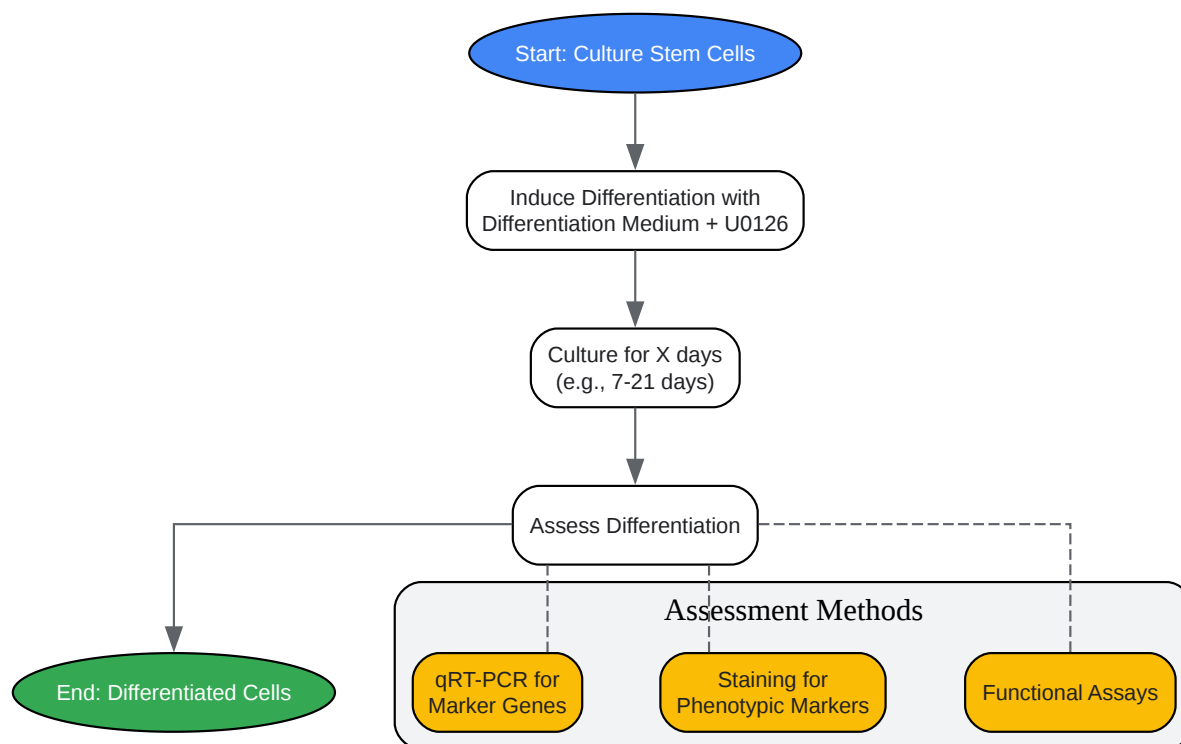 Start: Culture Stem Cells
Induce Differentiation with
Differentiation Medium + U0126
Culture for X days
(e.g., 7-21 days)
Assess Differentiation
Assessment Methods
End: Differentiated Cells
qRT-PCR for
Marker Genes
Staining for
Phenotypic Markers
Functional Assays